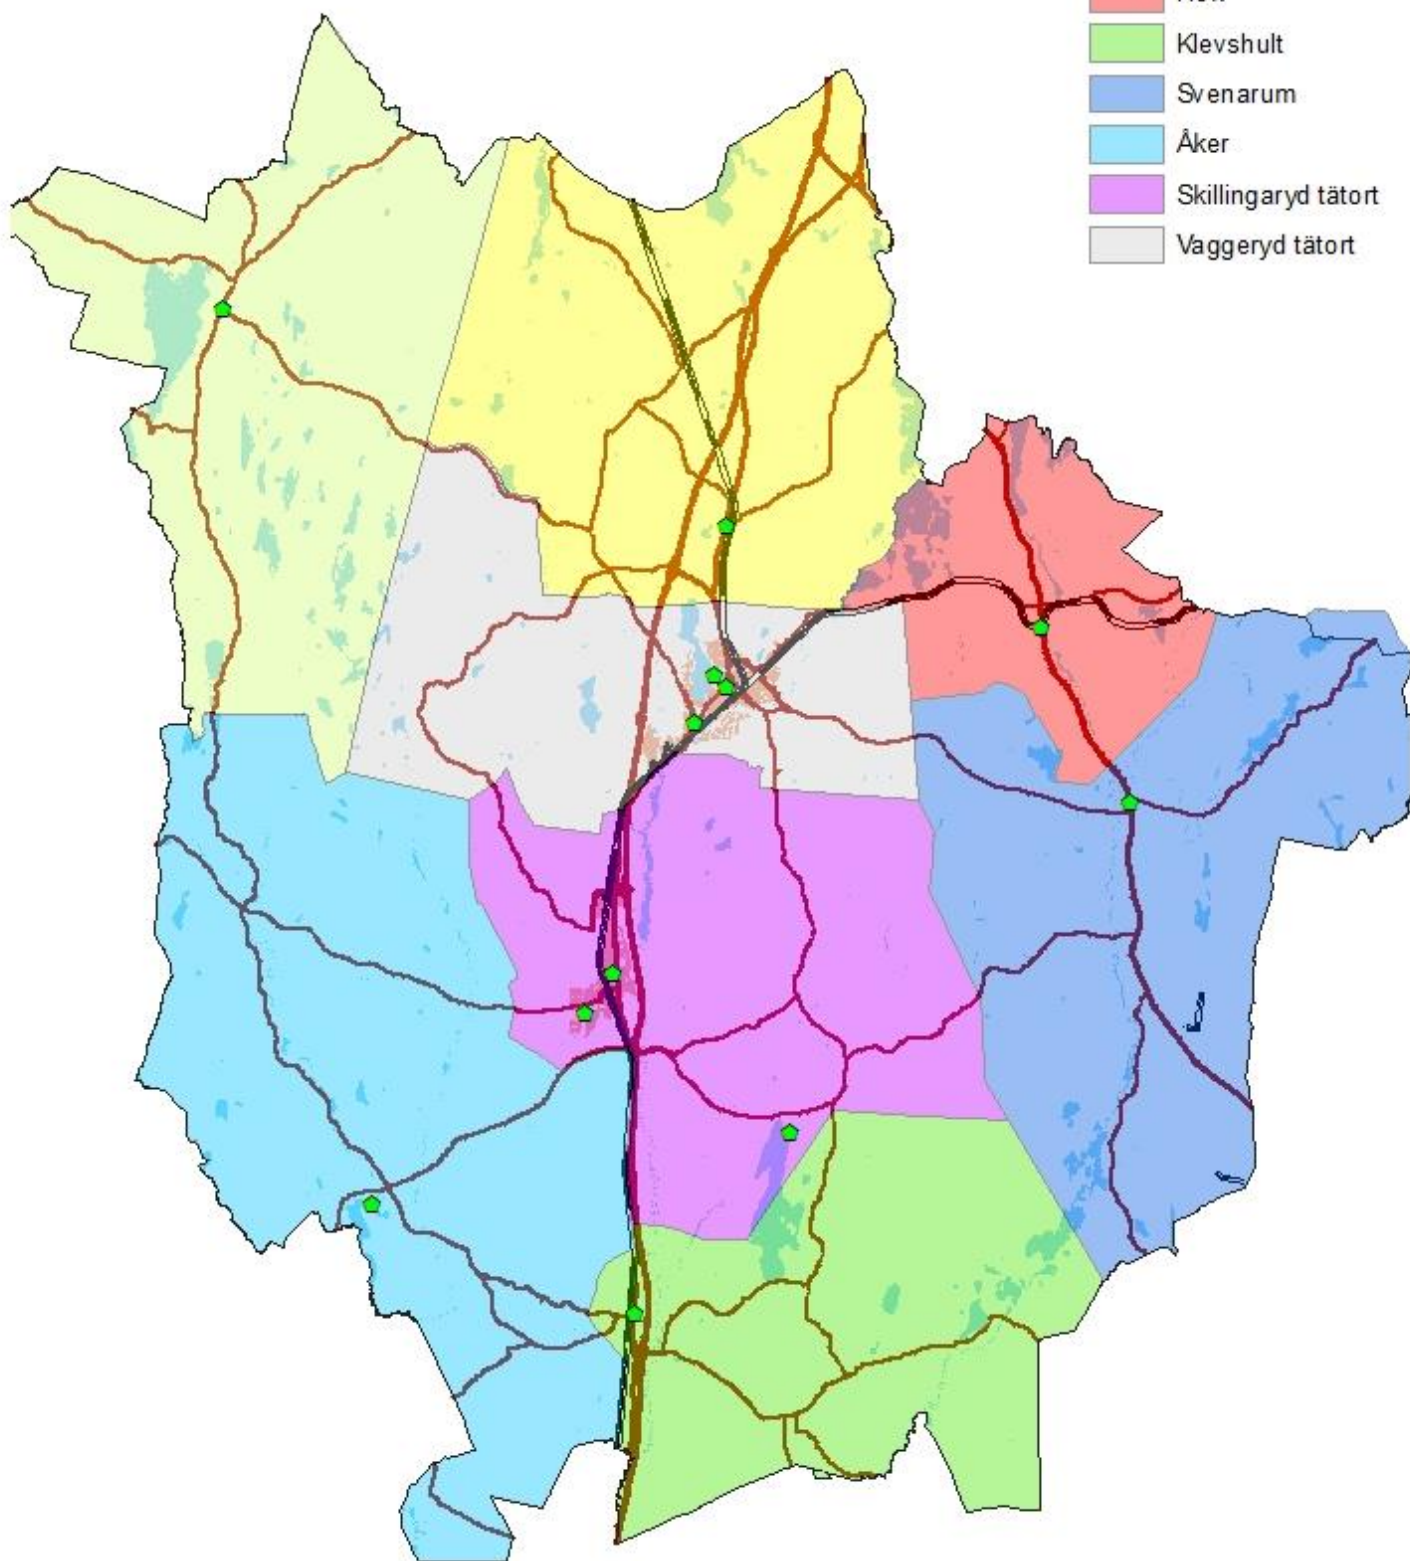 Klevshult
Svenarum
Åker
Skillingaryd tätort
Vaggeryd tätort